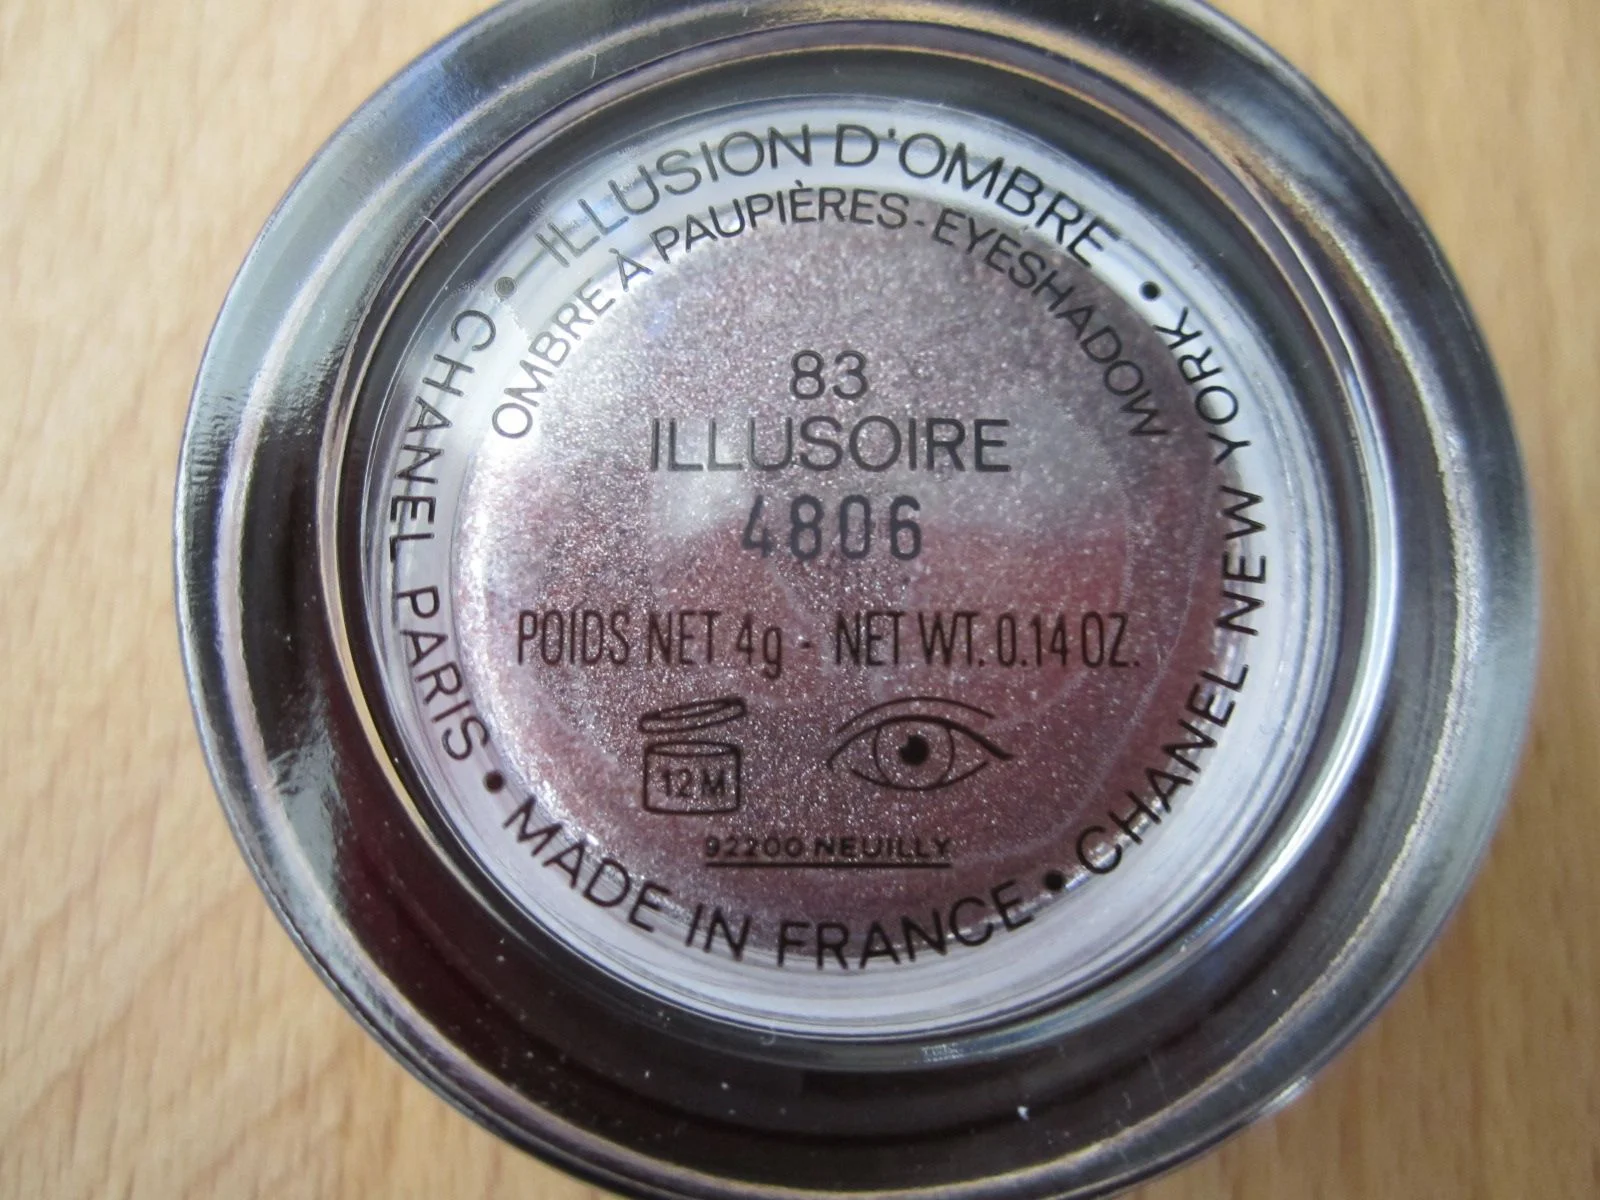 ILLUSION D'OMBRE • CHANEL NEW YORK • MADE IN FRANCE • CHANEL PARIS •
OMBRE À PAUPIÈRES - EYESHADOW
83
ILLUSOIRE
4806
POIDS NET 4g - NET WT. 0.14 OZ.
12M
92200 NEUILLY